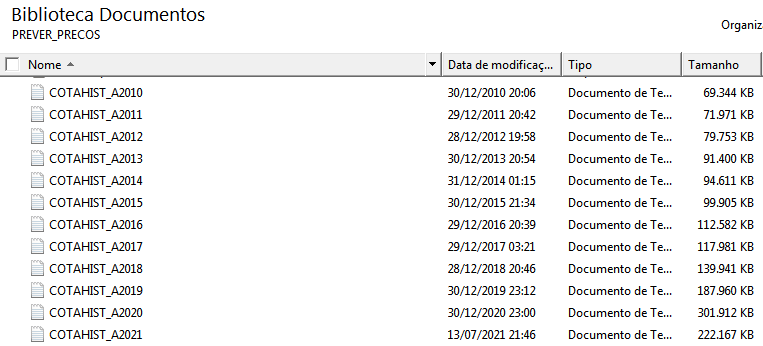 Biblioteca Documentos
PREVER_PRECOS
Organiz
Nome Data de modificaç... Tipo Tamanho
COTAHIST_A2010 30/12/2010 20:06 Documento de Te... 69.344 KB
COTAHIST_A2011 29/12/2011 20:42 Documento de Te... 71.971 KB
COTAHIST_A2012 28/12/2012 19:58 Documento de Te... 79.753 KB
COTAHIST_A2013 30/12/2013 20:54 Documento de Te... 91.400 KB
COTAHIST_A2014 31/12/2014 01:15 Documento de Te... 94.611 KB
COTAHIST_A2015 30/12/2015 21:34 Documento de Te... 99.905 KB
COTAHIST_A2016 29/12/2016 20:39 Documento de Te... 112.582 KB
COTAHIST_A2017 29/12/2017 03:21 Documento de Te... 117.981 KB
COTAHIST_A2018 28/12/2018 20:46 Documento de Te... 139.941 KB
COTAHIST_A2019 30/12/2019 23:12 Documento de Te... 187.960 KB
COTAHIST_A2020 30/12/2020 23:00 Documento de Te... 301.912 KB
COTAHIST_A2021 13/07/2021 21:46 Documento de Te... 222.167 KB